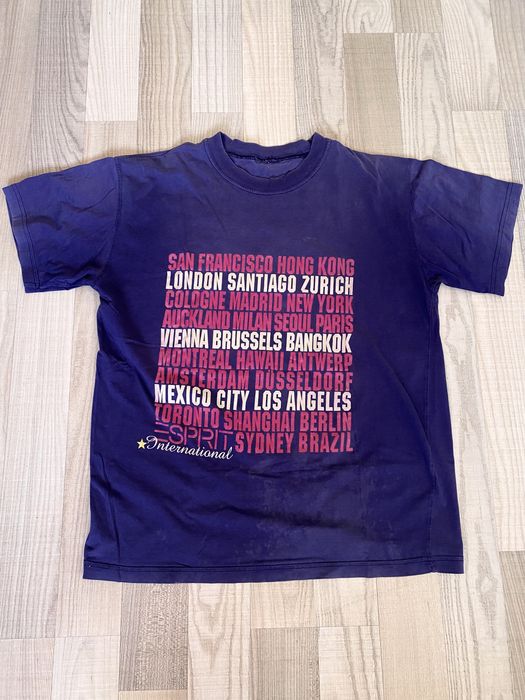 SAN FRANCISCO HONG KONG
LONDON SANTIAGO ZURICH
COLOGNE MADRID NEW YORK
AUCKLAND MILAN SEOUL PARIS
VIENNA BRUSSELS BANGKOK
MONTREAL HAWAII ANTWERP
AMSTERDAM DUSSELDORF
MEXICO CITY LOS ANGELES
TORONTO SHANGHAI BERLIN
ESPRIT SYDNEY BRAZIL
International